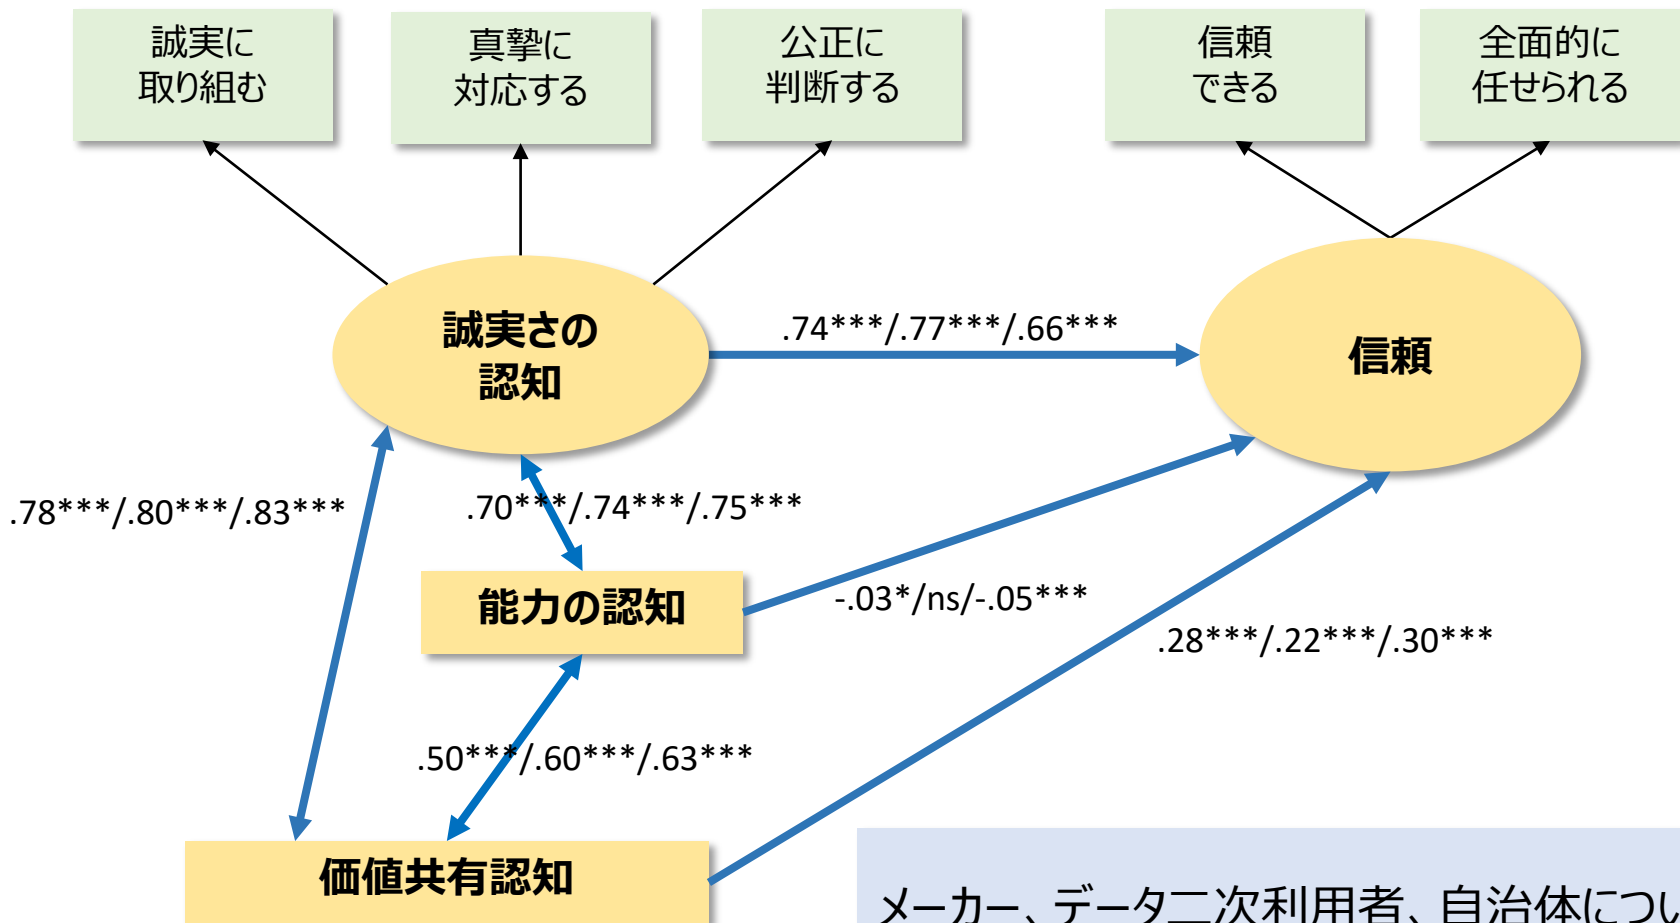 誠実に
取り組む
真摯に
対応する
公正に
判断する
信頼
できる
全面的に
任せられる
誠実さの
認知
.74***/.77***/.66***
信頼
.78***/.80***/.83***
.70***/.74***/.75***
能力の認知
-.03*/ns/-.05***
.28***/.22***/.30***
.50***/.60***/.63***
価値共有認知
メーカー、データ二次利用者、自治体につい